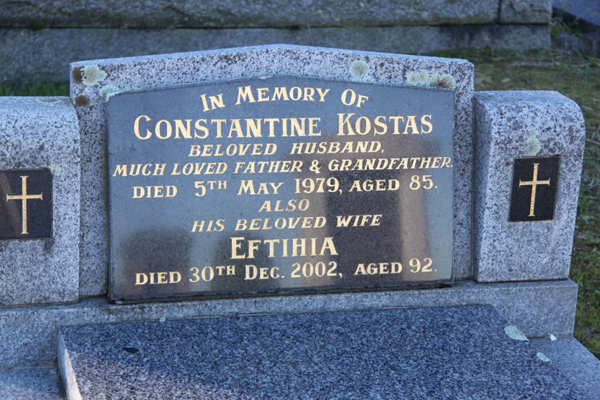 In Memory Of
Constantine Kostas
BELOVED HUSBAND,
MUCH LOVED FATHER & GRANDFATHER.
DIED 5TH MAY 1979, AGED 85.
ALSO
HIS BELOVED WIFE
Eftihia
DIED 30TH DEC. 2002, AGED 92.